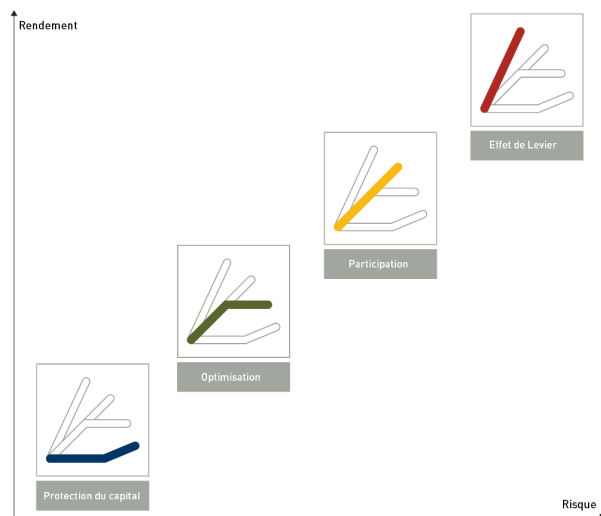 Rendement
Effet de Levier
Participation
Optimisation
Protection du capital
Risque